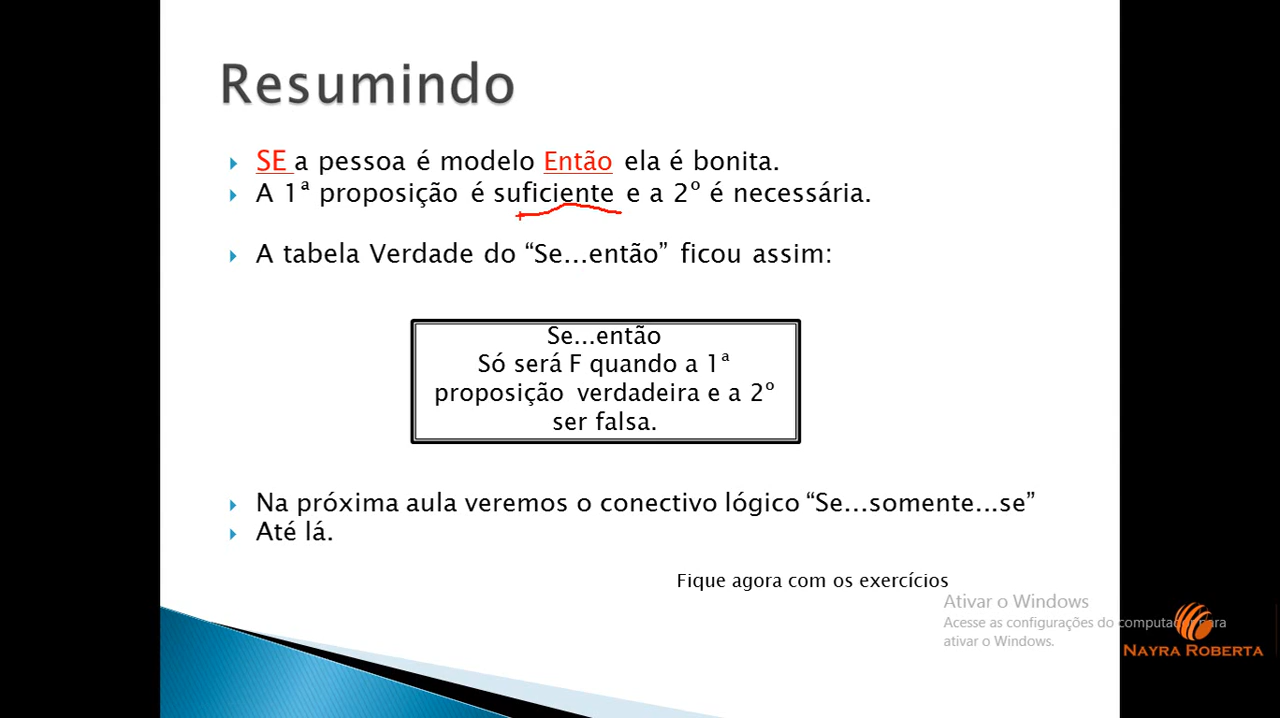 Resumindo
SE a pessoa é modelo Então ela é bonita.
A 1ª proposição é suficiente e a 2º é necessária.
A tabela Verdade do “Se...então” ficou assim:
Se...então
Só será F quando a 1ª
proposição verdadeira e a 2º
ser falsa.
Na próxima aula veremos o conectivo lógico “Se...somente...se”
Até lá.
Fique agora com os exercícios
Ativar o Windows
Acesse as configurações do computador para
ativar o Windows.
NAYRA ROBERTA